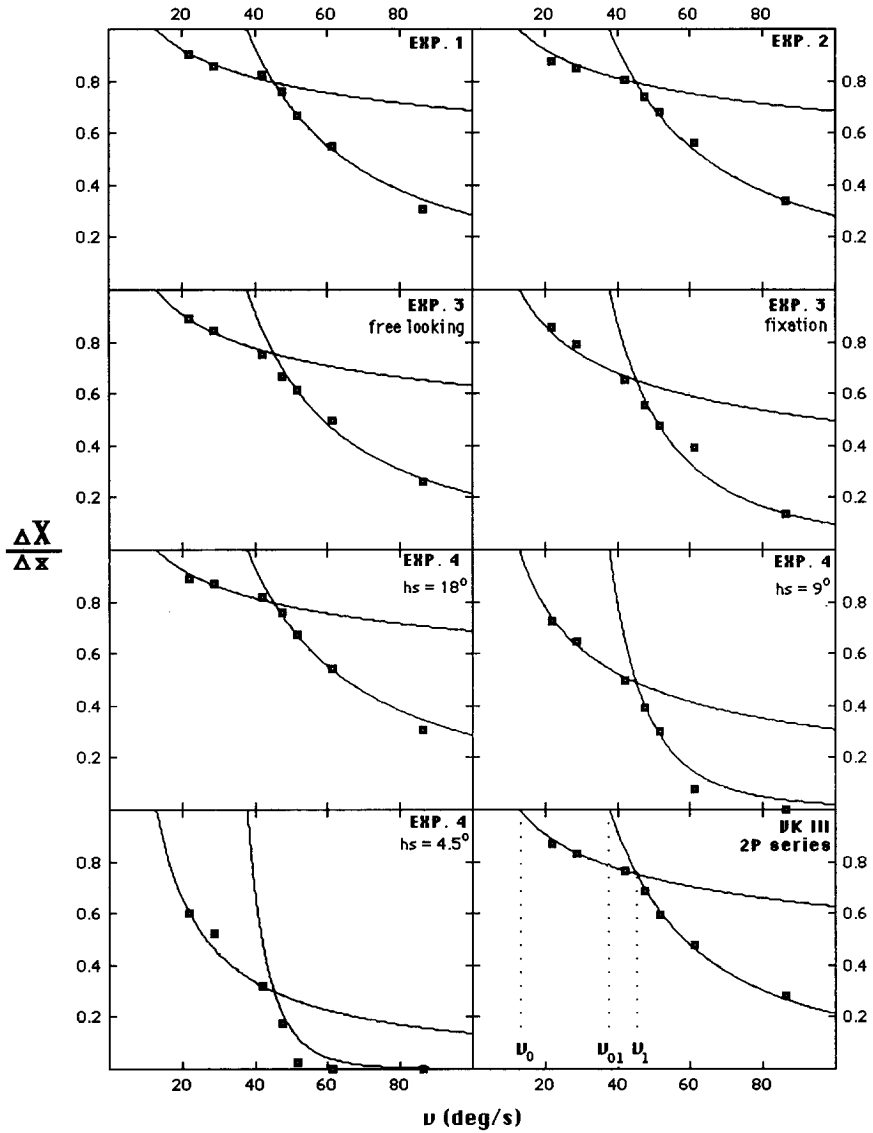 20 40 60 80 20 40 60 80
EXP. 1
EXP. 2
0.8 0.8
0.6 0.6
0.4 0.4
0.2 0.2
EXP. 3
free looking
EXP. 3
fixation
0.8 0.8
0.6 0.6
0.4 0.4
0.2 0.2
ΔX
Δx
EXP. 4
hs = 18°
EXP. 4
hs = 9°
0.8 0.8
0.6 0.6
0.4 0.4
0.2 0.2
EXP. 4
hs = 4.5°
VK III
2P series
0.8 0.8
0.6 0.6
0.4 0.4
0.2 0.2
ν₀ ν₀₁ ν₁
20 40 60 80 20 40 60 80
ν (deg/s)